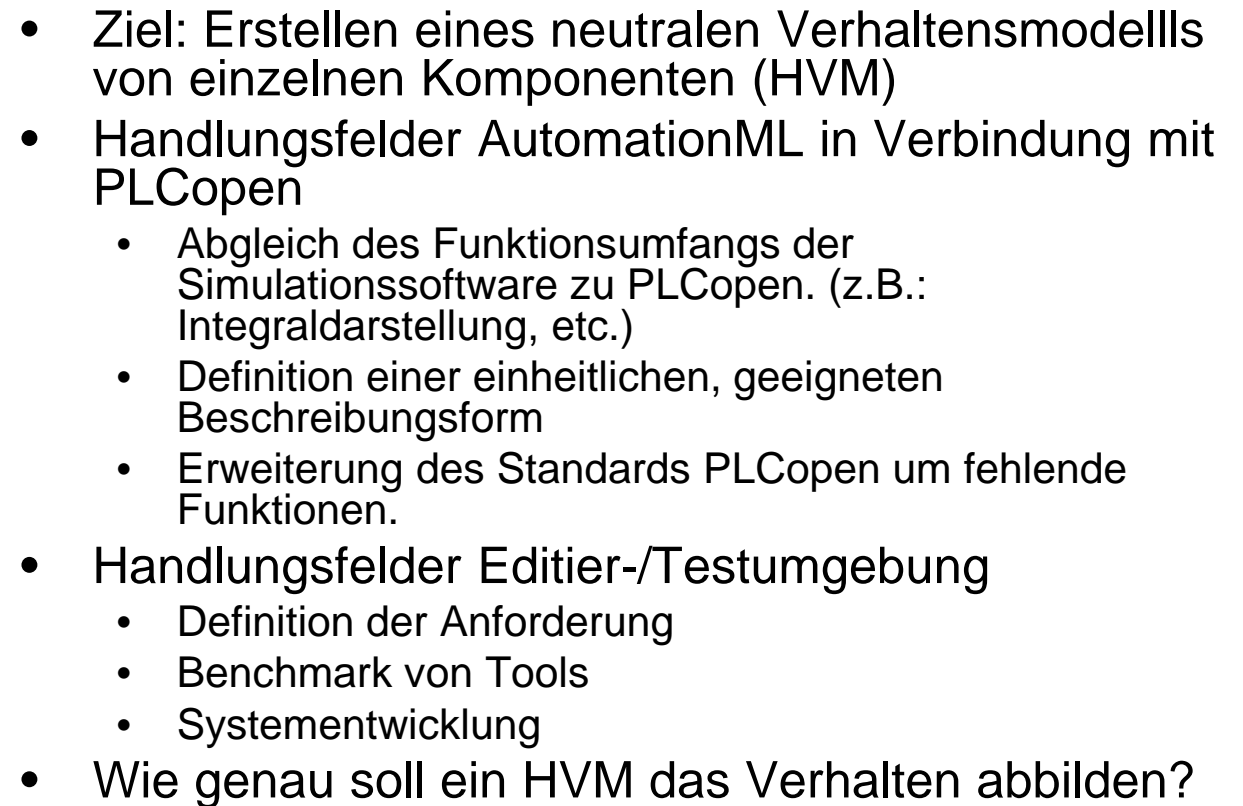 • Ziel: Erstellen eines neutralen Verhaltensmodellls
von einzelnen Komponenten (HVM)
• Handlungsfelder AutomationML in Verbindung mit
PLCopen
• Abgleich des Funktionsumfangs der
Simulationssoftware zu PLCopen. (z.B.:
Integraldarstellung, etc.)
• Definition einer einheitlichen, geeigneten
Beschreibungsform
• Erweiterung des Standards PLCopen um fehlende
Funktionen.
• Handlungsfelder Editier-/Testumgebung
• Definition der Anforderung
• Benchmark von Tools
• Systementwicklung
• Wie genau soll ein HVM das Verhalten abbilden?